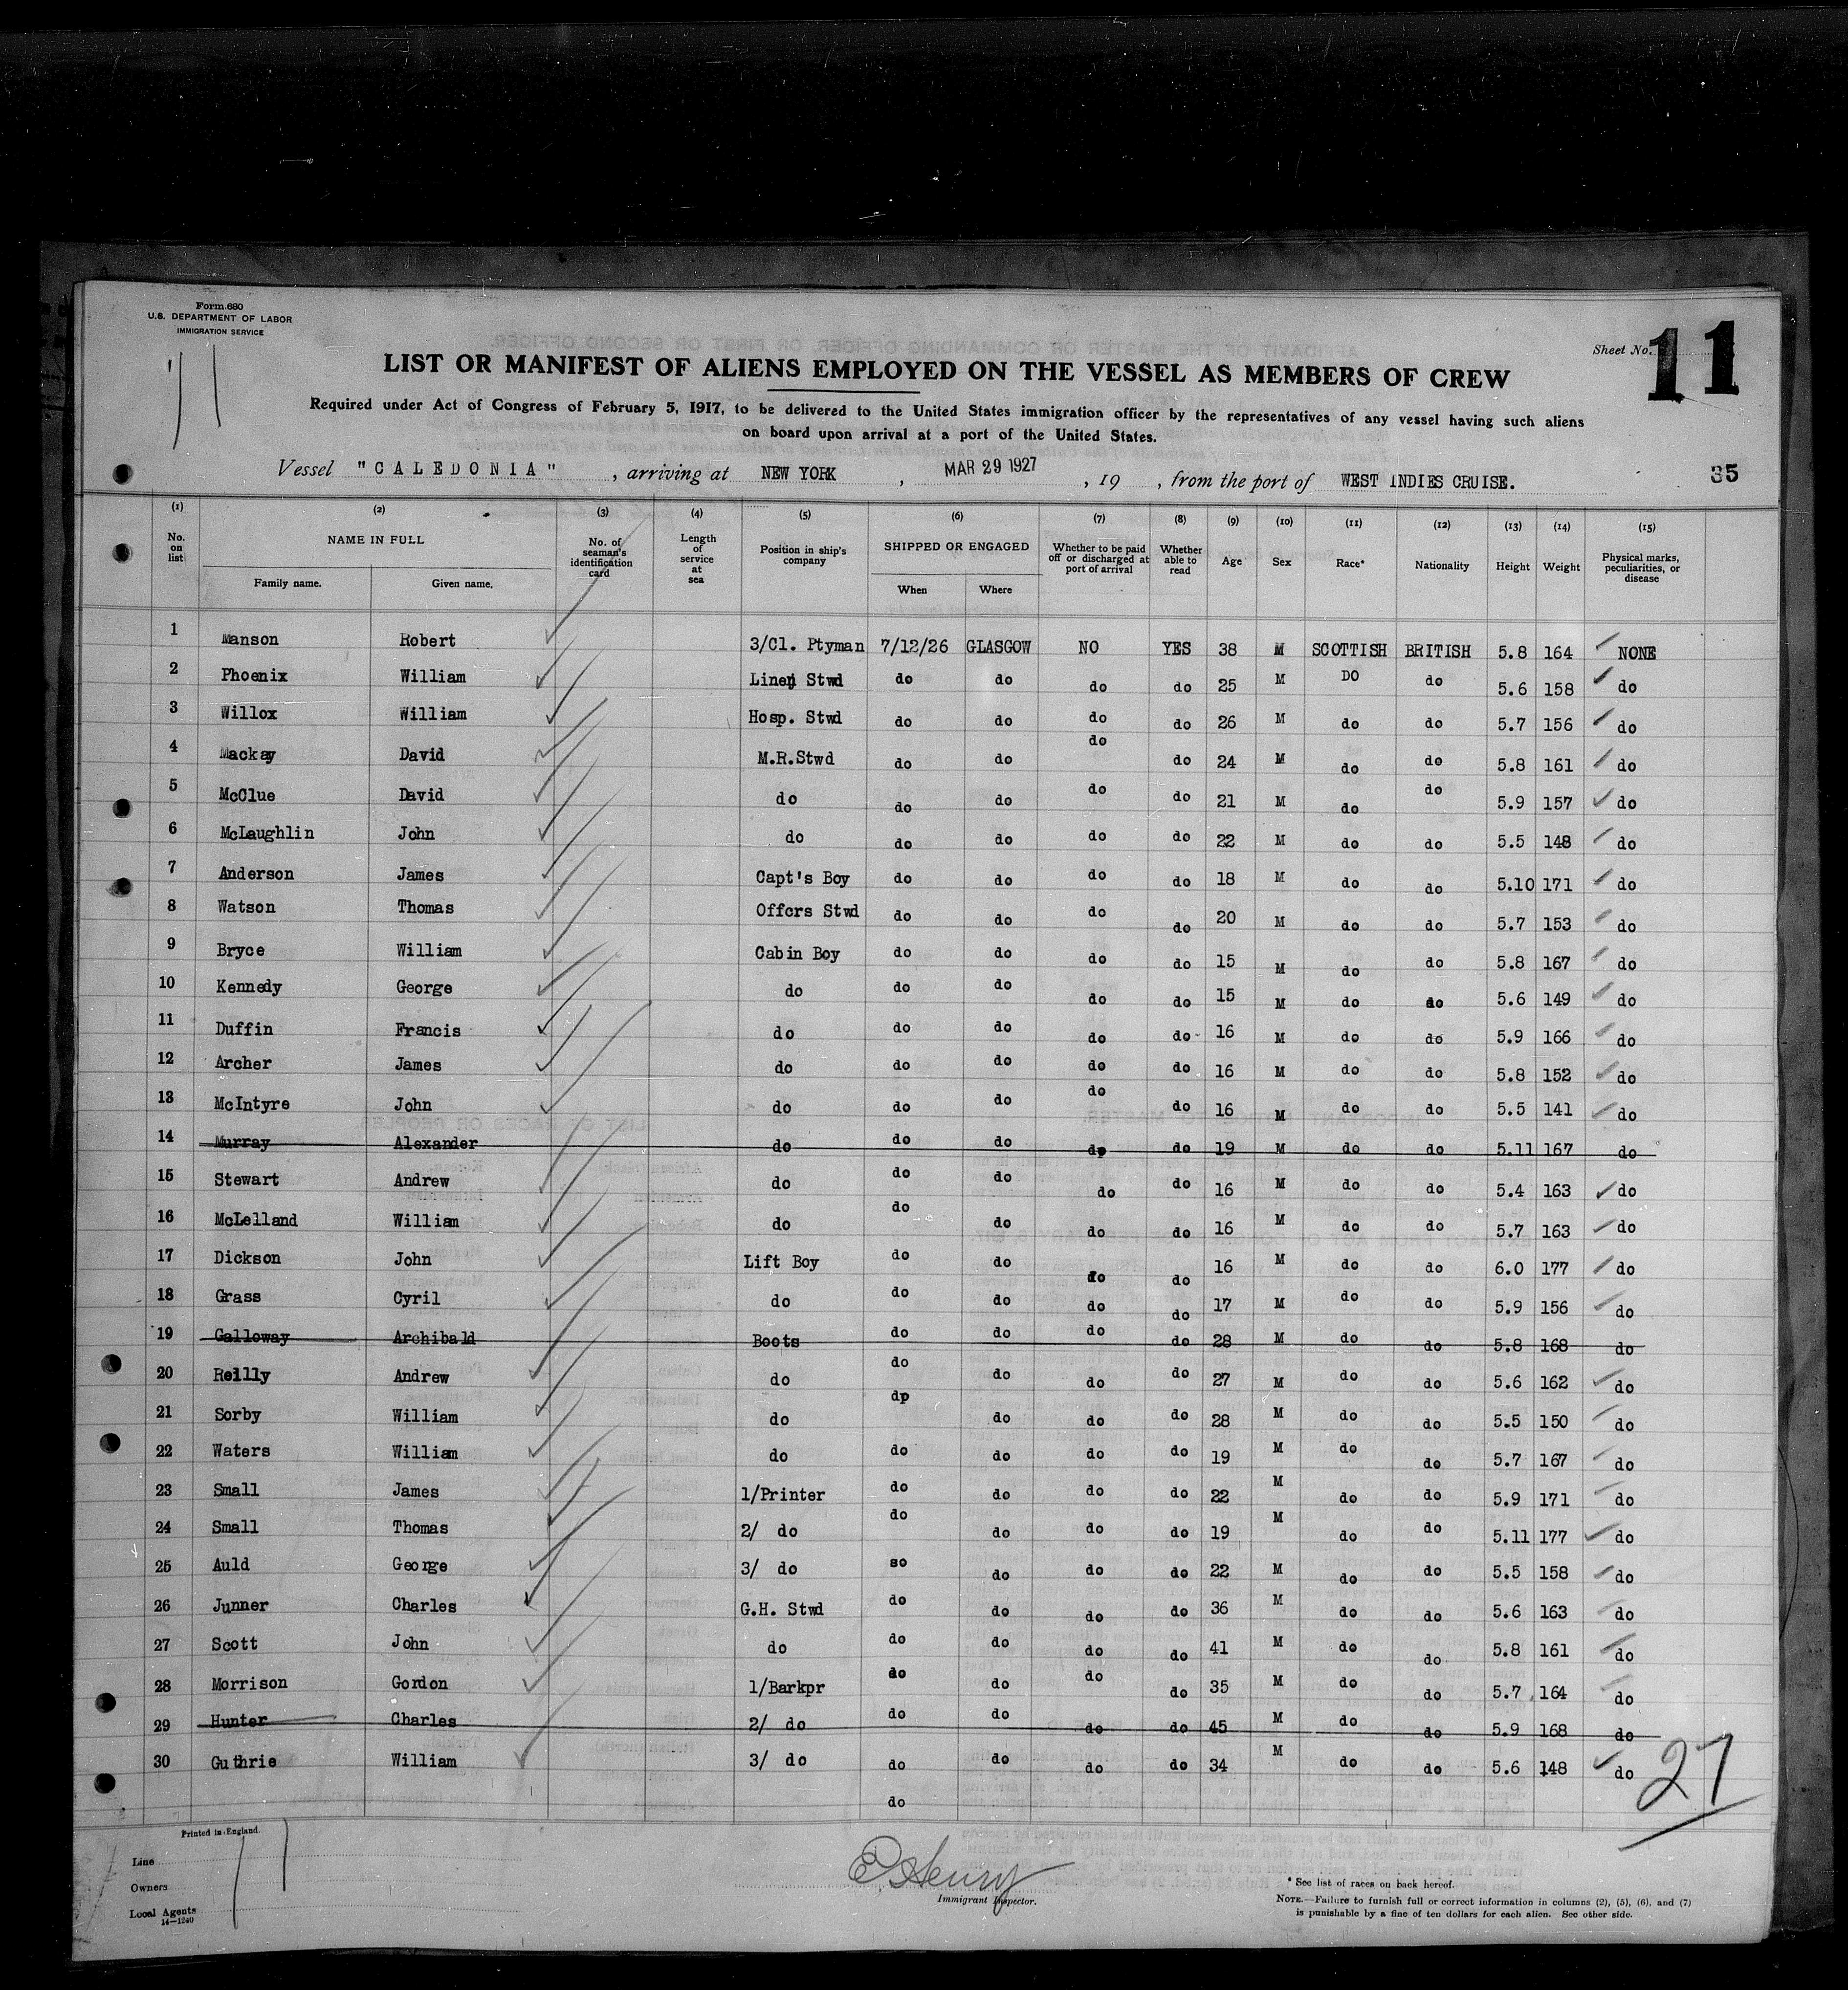 Form 680
U.S. DEPARTMENT OF LABOR
IMMIGRATION SERVICE
11
Sheet No. 11
LIST OR MANIFEST OF ALIENS EMPLOYED ON THE VESSEL AS MEMBERS OF CREW
Required under Act of Congress of February 5, 1917, to be delivered to the United States immigration officer by the representatives of any vessel having such aliens
on board upon arrival at a port of the United States.
Vessel "CALEDONIA", arriving at NEW YORK, MAR 29 1927, 19 , from the port of WEST INDIES CRUISE.
35
(1) (2) (3) (4) (5) (6) (7) (8) (9) (10) (11) (12) (13) (14) (15)
No. on list NAME IN FULL Family name. Given name. No. of seaman's identification card Length of service at sea Position in ship's company SHIPPED OR ENGAGED When Where Whether to be paid off or discharged at port of arrival Whether able to read Age Sex Race* Nationality Height Weight Physical marks, peculiarities, or disease
1 Manson Robert 3/Cl. Ptyman 7/12/26 GLASGOW NO YES 38 M SCOTTISH BRITISH 5.8 164 NONE
2 Phoenix William Linen Stwd do do do do 25 M DO do 5.6 158 do
3 Willox William Hosp. Stwd do do do do 26 M do do 5.7 156 do
4 Mackay David M.R.Stwd do do do do 24 M do do 5.8 161 do
5 McClue David do do do do do 21 M do do 5.9 157 do
6 McLaughlin John do do do do do 22 M do do 5.5 148 do
7 Anderson James Capt's Boy do do do do 18 M do do 5.10 171 do
8 Watson Thomas Offcrs Stwd do do do do 20 M do do 5.7 153 do
9 Bryce William Cabin Boy do do do do 15 M do do 5.8 167 do
10 Kennedy George do do do do do 15 M do do 5.6 149 do
11 Duffin Francis do do do do do 16 M do do 5.9 166 do
12 Archer James do do do do do 16 M do do 5.8 152 do
13 McIntyre John do do do do do 16 M do do 5.5 141 do
14 Murray Alexander do do do do do 19 M do do 5.11 167 do
15 Stewart Andrew do do do do do 16 M do do 5.4 163 do
16 McLelland William do do do do do 16 M do do 5.7 163 do
17 Dickson John Lift Boy do do do do 16 M do do 6.0 177 do
18 Grass Cyril do do do do do 17 M do do 5.9 156 do
19 Galloway Archibald Boots do do do do 28 M do do 5.8 168 do
20 Reilly Andrew do do do do do 27 M do do 5.6 162 do
21 Sorby William do dp do do do 28 M do do 5.5 150 do
22 Waters William do do do do do 19 M do do 5.7 167 do
23 Small James 1/Printer do do do do 22 M do do 5.9 171 do
24 Small Thomas 2/ do do do do do 19 M do do 5.11 177 do
25 Auld George 3/ do so do do do 22 M do do 5.5 158 do
26 Junner Charles G.H. Stwd do do do do 36 M do do 5.6 163 do
27 Scott John do do do do do 41 M do do 5.8 161 do
28 Morrison Gordon 1/Barkpr do do do do 35 M do do 5.7 164 do
29 Hunter Charles 2/ do do do do do 45 M do do 5.9 168 do
30 Guthrie William 3/ do do do do do 34 M do do 5.6 148 do
do
27
Printed in England.
Line
Owners
Local Agents
14—1240
11
E Henry
Immigrant Inspector.
* See list of races on back hereof.
NOTE.—Failure to furnish full or correct information in columns (2), (5), (6), and (7)
is punishable by a fine of ten dollars for each alien. See other side.